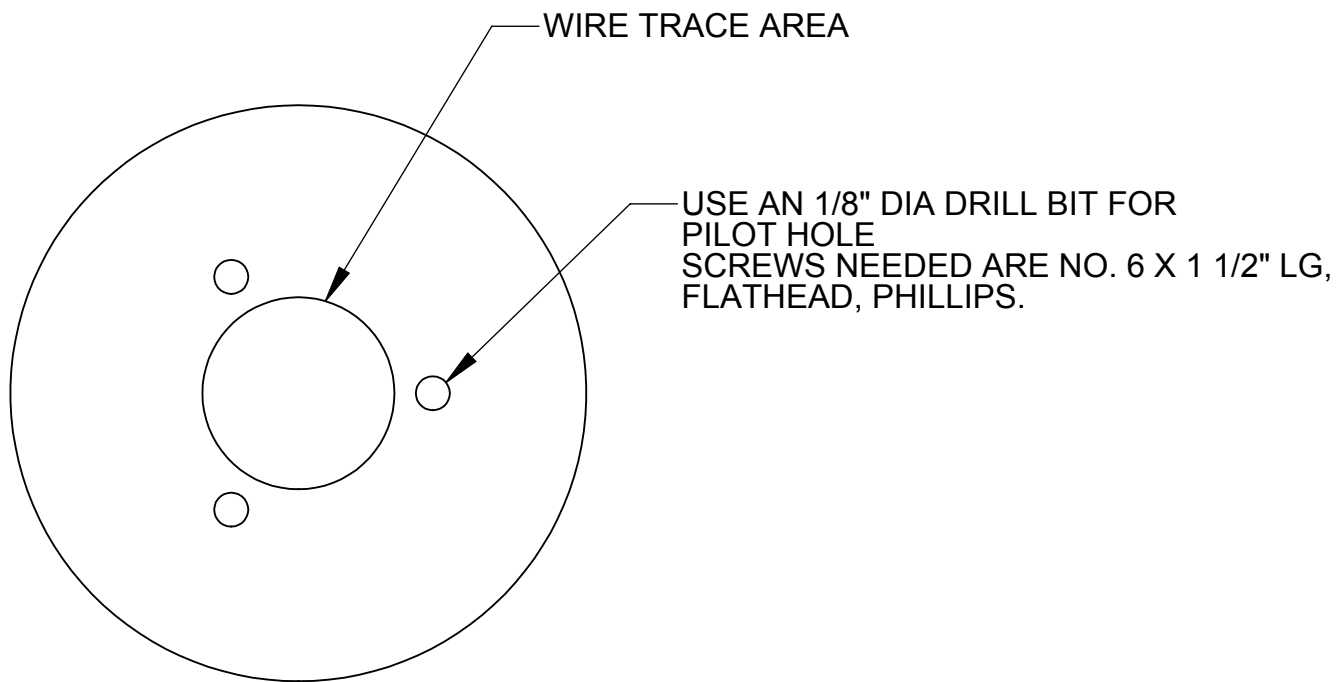 WIRE TRACE AREA
USE AN 1/8" DIA DRILL BIT FOR
PILOT HOLE
SCREWS NEEDED ARE NO. 6 X 1 1/2" LG,
FLATHEAD, PHILLIPS.